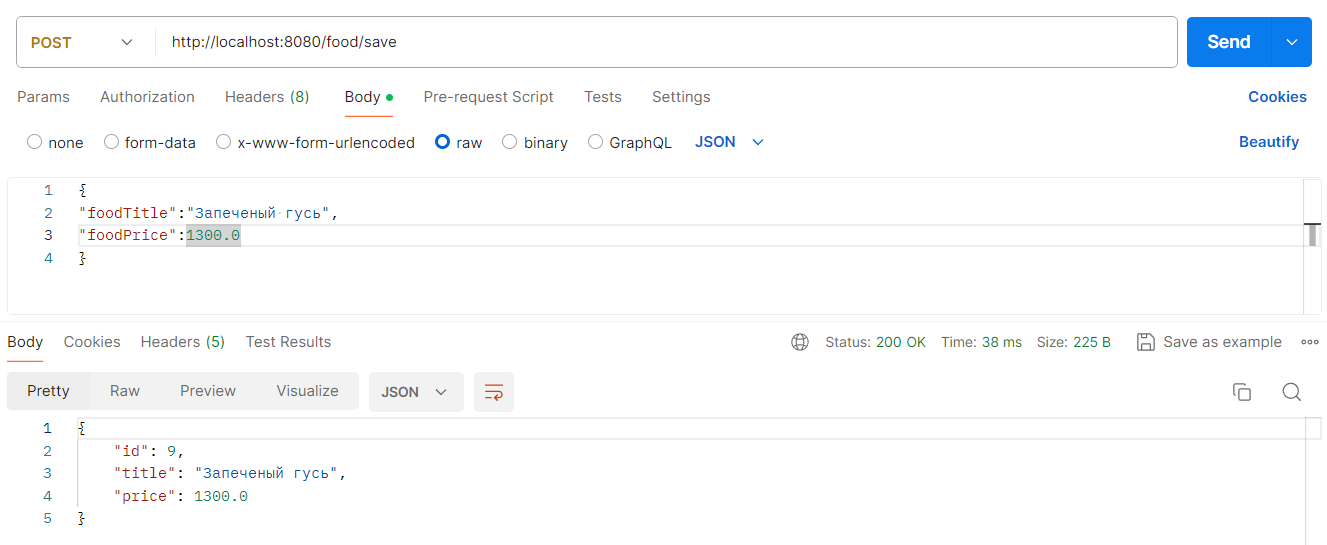 POST http://localhost:8080/food/save Send
Params Authorization Headers (8) Body Pre-request Script Tests Settings Cookies
none form-data x-www-form-urlencoded raw binary GraphQL JSON Beautify
1 {
2 "foodTitle":"Запеченый·гусь",
3 "foodPrice":1300.0
4 }
Body Cookies Headers (5) Test Results Status: 200 OK Time: 38 ms Size: 225 B Save as example
Pretty Raw Preview Visualize JSON
1 {
2 "id": 9,
3 "title": "Запеченый гусь",
4 "price": 1300.0
5 }